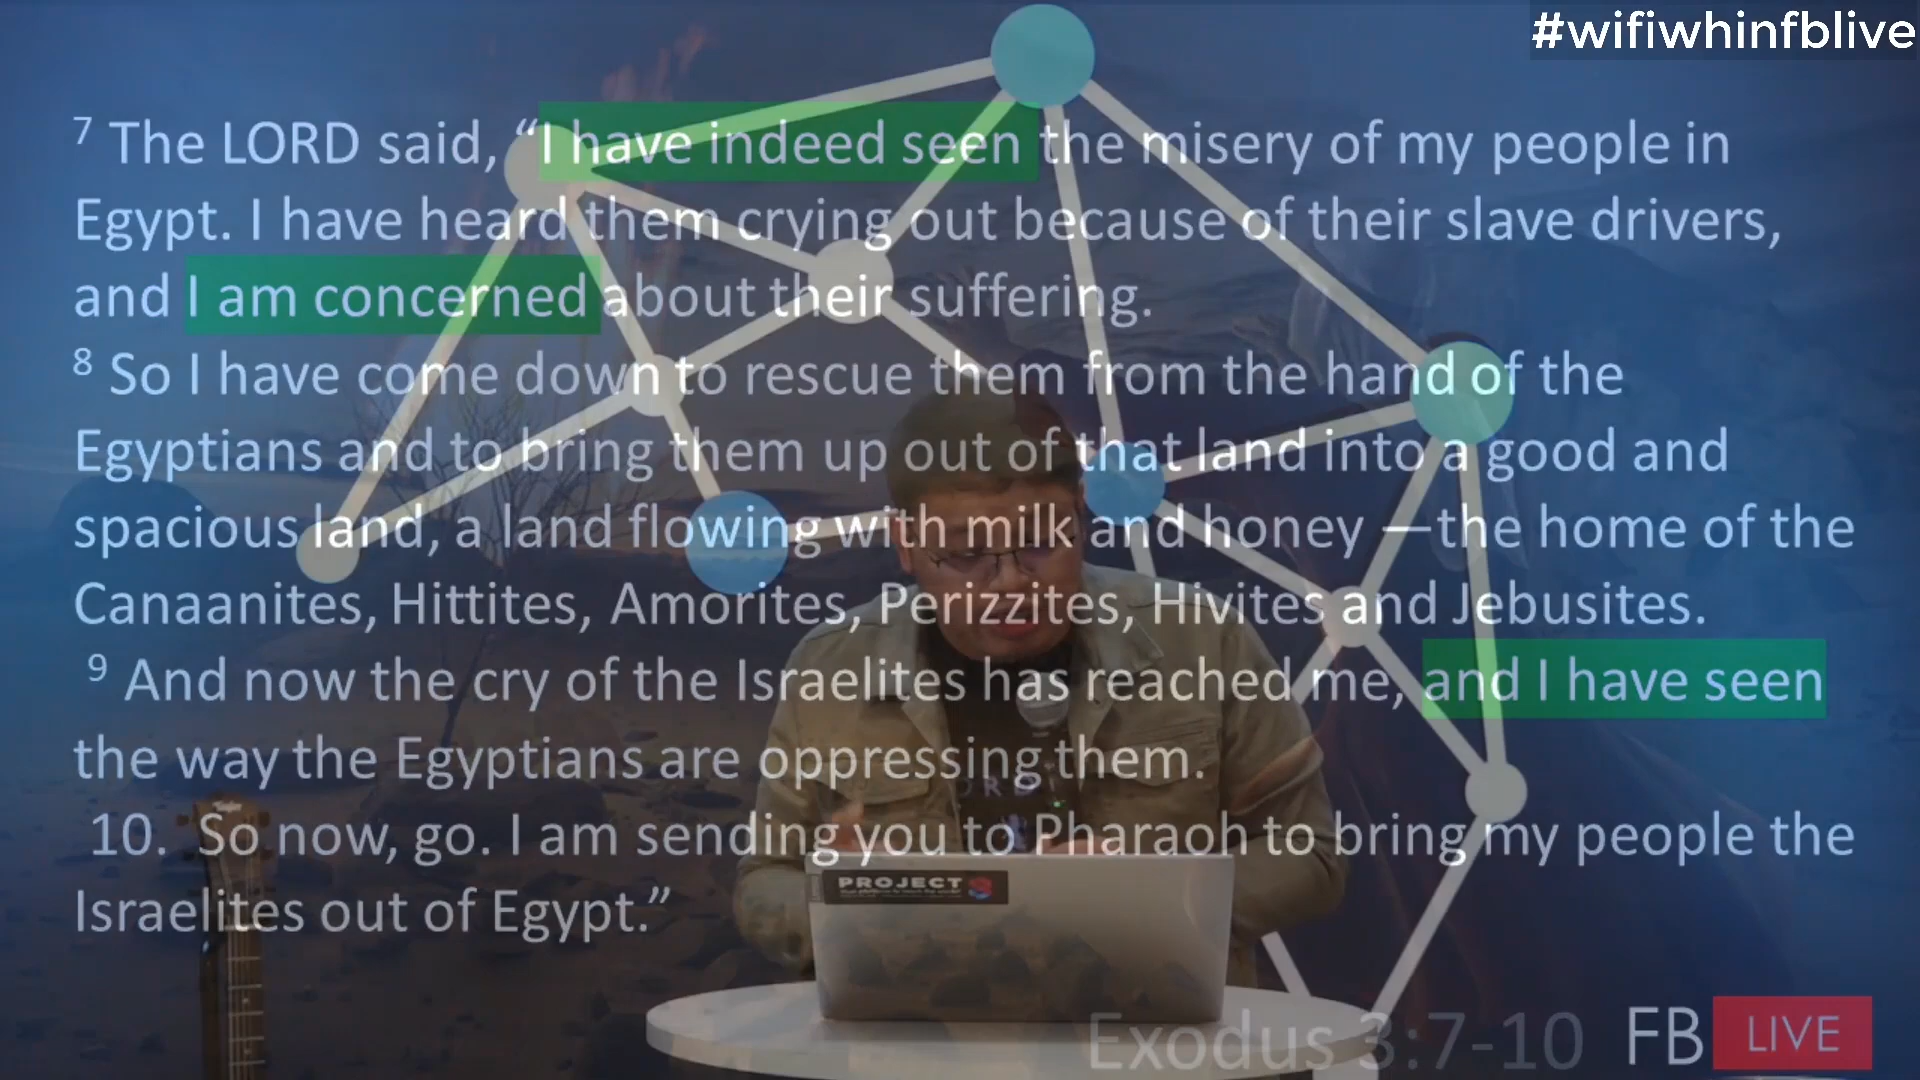 #wifiwhinfblive
7 The LORD said, “I have indeed seen the misery of my people in
Egypt. I have heard them crying out because of their slave drivers,
and I am concerned about their suffering.
8 So I have come down to rescue them from the hand of the
Egyptians and to bring them up out of that land into a good and
spacious land, a land flowing with milk and honey —the home of the
Canaanites, Hittites, Amorites, Perizzites, Hivites and Jebusites.
9 And now the cry of the Israelites has reached me, and I have seen
the way the Egyptians are oppressing them.
10. So now, go. I am sending you to Pharaoh to bring my people the
Israelites out of Egypt.”
PROJECT
Exodus 3:7-10
FB LIVE